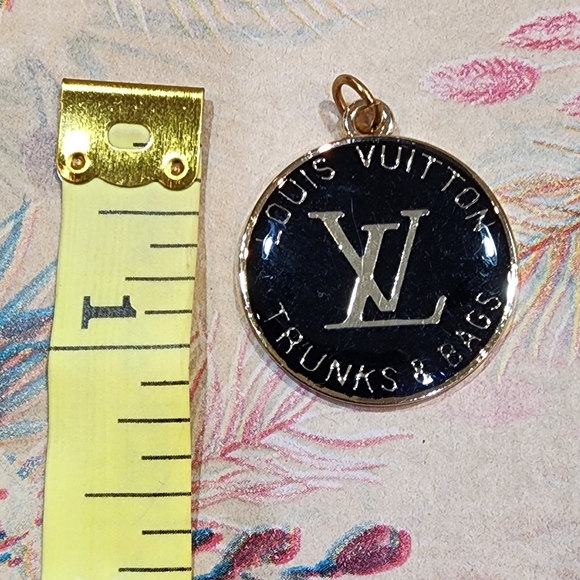 1
LOUIS VUITTON
LV
TRUNKS & BAGS